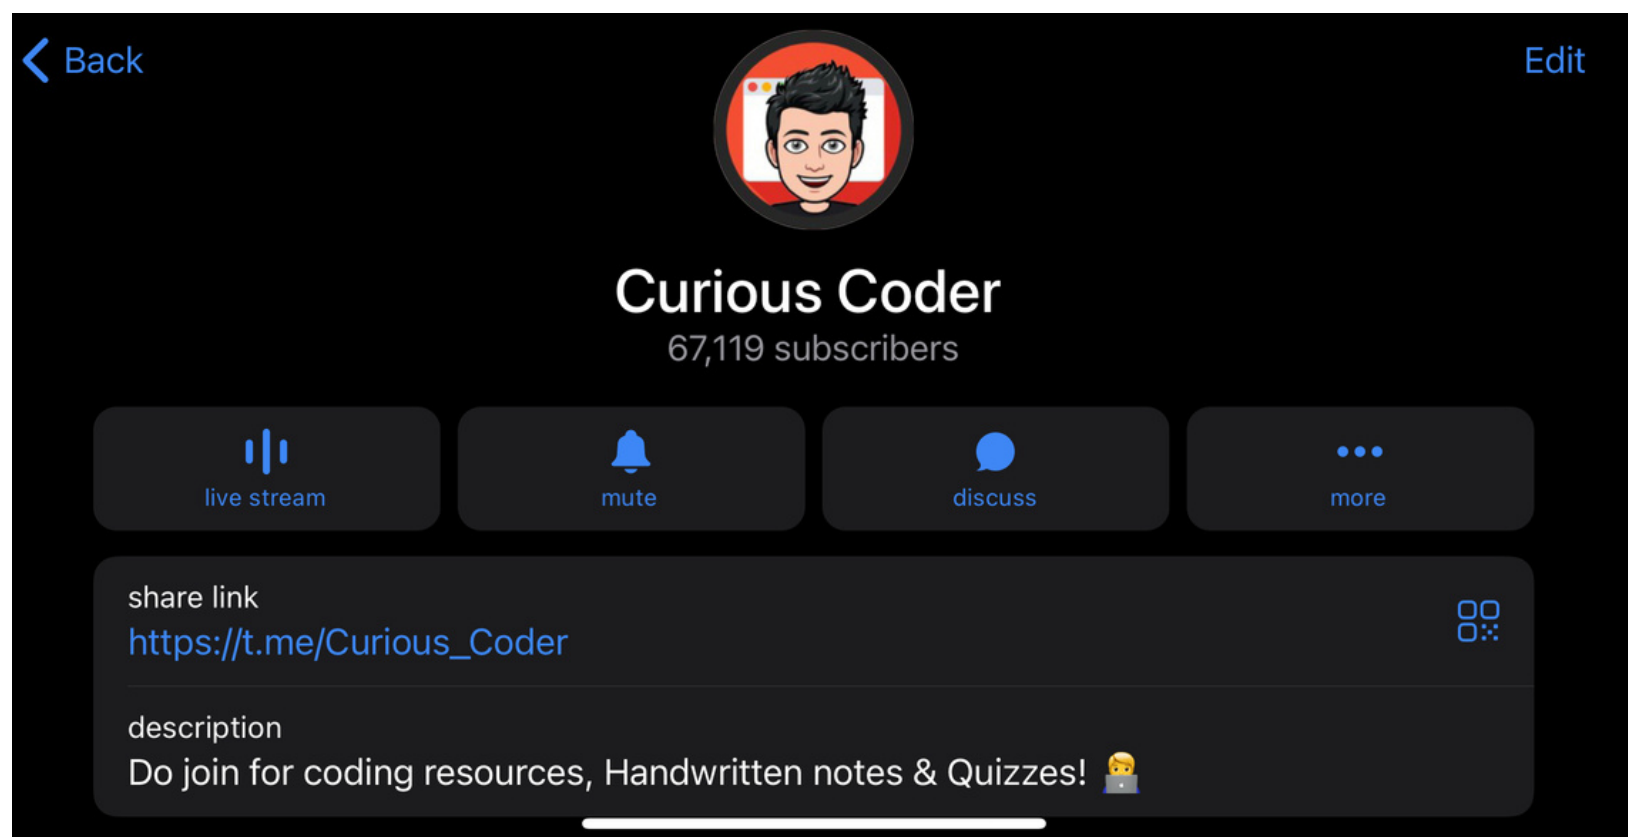 Back
Edit
Curious Coder
67,119 subscribers
live stream
mute
discuss
more
share link
https://t.me/Curious_Coder
description
Do join for coding resources, Handwritten notes & Quizzes! 👨‍💻